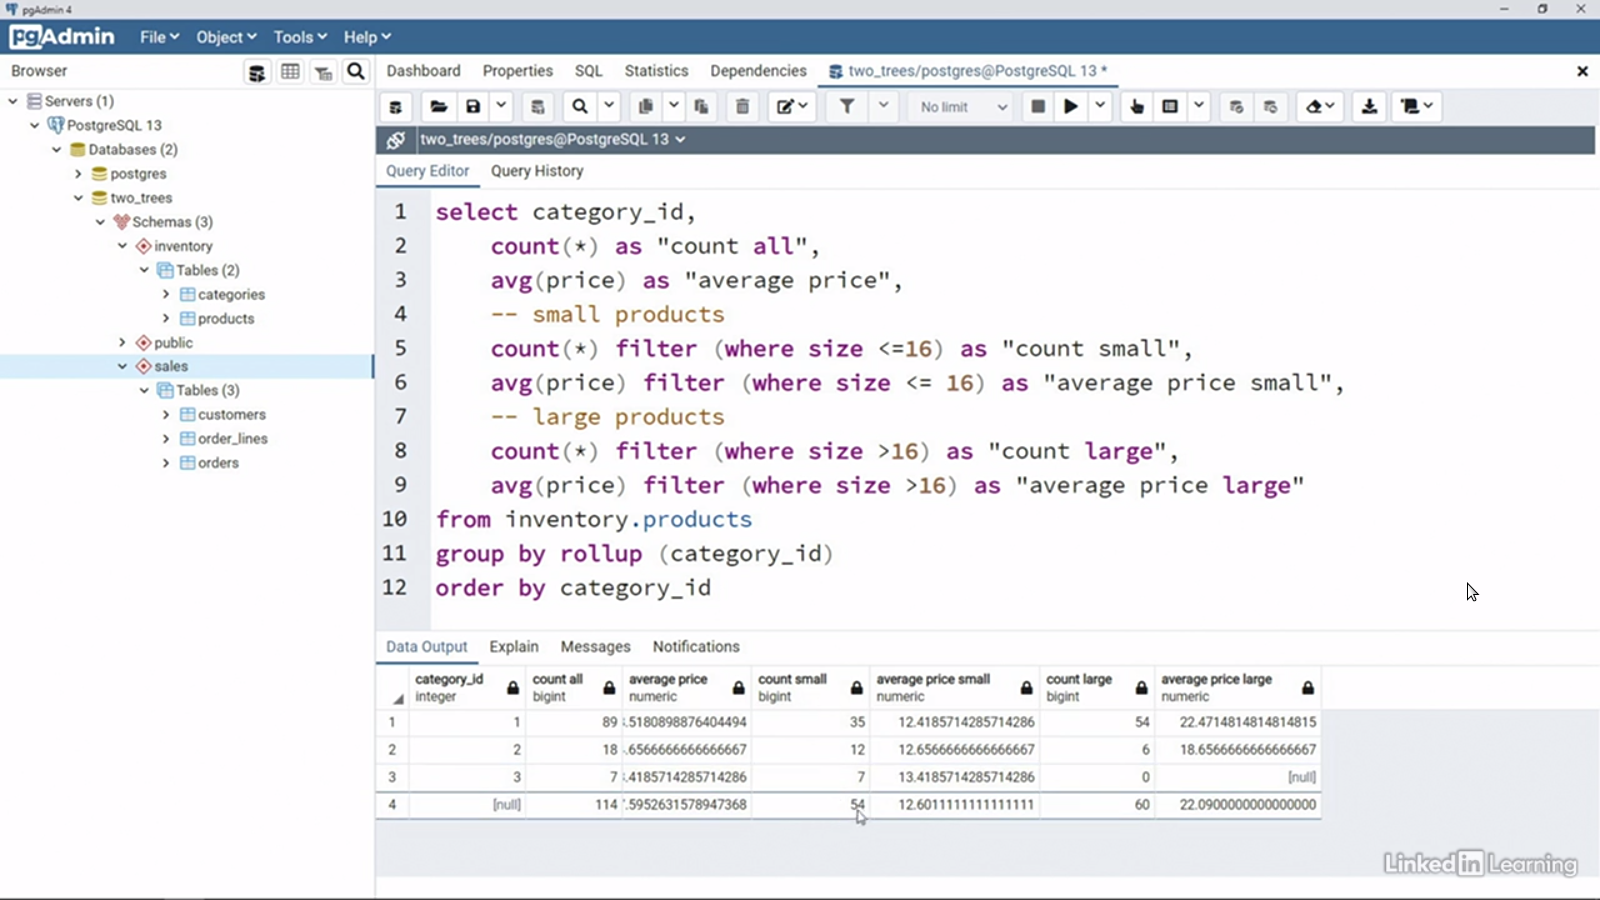 pgAdmin 4
pgAdmin File Object Tools Help
Browser
Dashboard Properties SQL Statistics Dependencies two_trees/postgres@PostgreSQL 13 *
Servers (1)
PostgreSQL 13
Databases (2)
postgres
two_trees
Schemas (3)
inventory
Tables (2)
categories
products
public
sales
Tables (3)
customers
order_lines
orders
No limit
two_trees/postgres@PostgreSQL 13
Query Editor Query History
1 select category_id,
2 count(*) as "count all",
3 avg(price) as "average price",
4 -- small products
5 count(*) filter (where size <=16) as "count small",
6 avg(price) filter (where size <= 16) as "average price small",
7 -- large products
8 count(*) filter (where size >16) as "count large",
9 avg(price) filter (where size >16) as "average price large"
10 from inventory.products
11 group by rollup (category_id)
12 order by category_id
Data Output Explain Messages Notifications
category_id count all average price count small average price small count large average price large
integer bigint numeric bigint numeric bigint numeric
1 1 89 .5180898876404494 35 12.4185714285714286 54 22.4714814814814815
2 2 18 .6566666666666667 12 12.6566666666666667 6 18.6566666666666667
3 3 7 .4185714285714286 7 13.4185714285714286 0 [null]
4 [null] 114 .5952631578947368 54 12.6011111111111111 60 22.0900000000000000
LinkedIn Learning